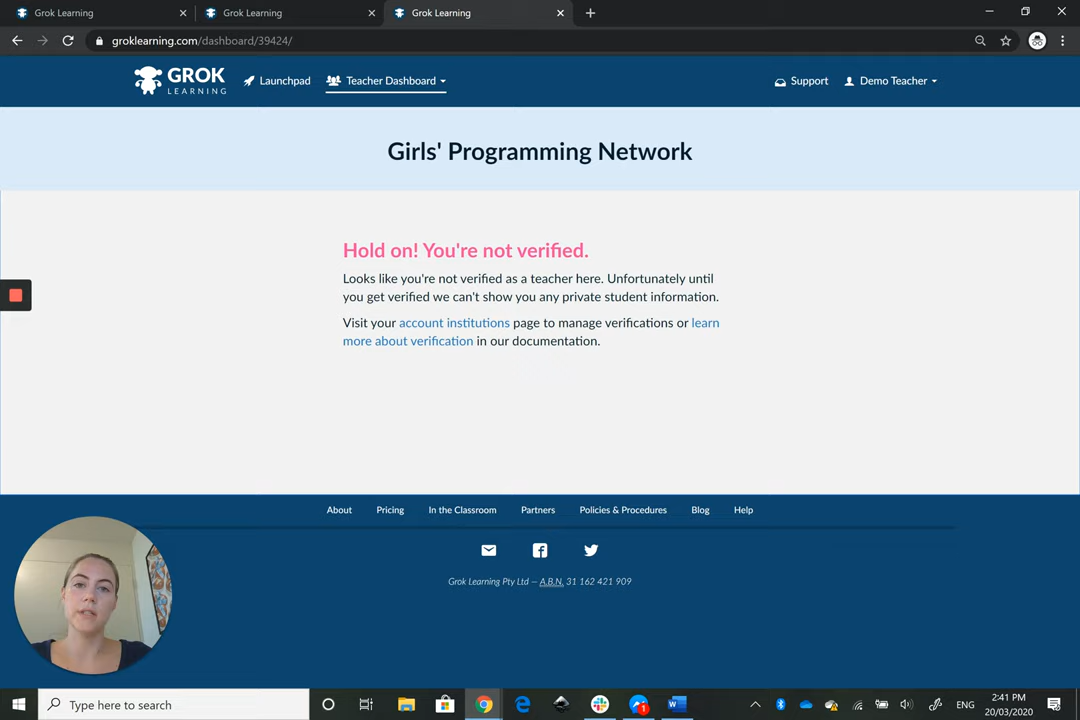 Grok Learning
Grok Learning
Grok Learning
groklearning.com/dashboard/39424/
GROK
LEARNING
Launchpad
Teacher Dashboard
Support
Demo Teacher
Girls' Programming Network
Hold on! You're not verified.
Looks like you're not verified as a teacher here. Unfortunately until
you get verified we can't show you any private student information.
Visit your account institutions page to manage verifications or learn
more about verification in our documentation.
About
Pricing
In the Classroom
Partners
Policies & Procedures
Blog
Help
Grok Learning Pty Ltd – A.B.N. 31 162 421 909
Type here to search
1
ENG
2:41 PM
20/03/2020